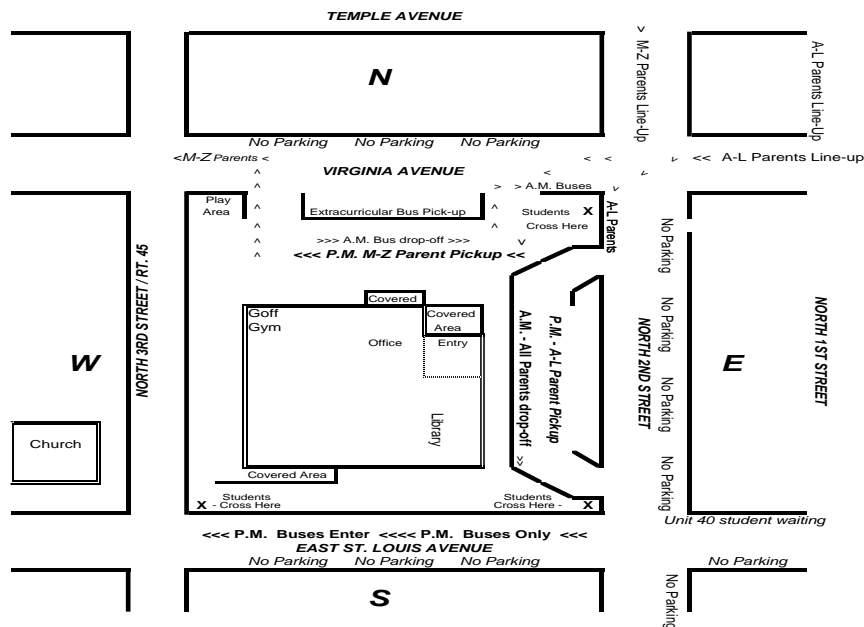 TEMPLE AVENUE
N
> M-Z Parents Line-Up
A-L Parents Line-Up
No Parking No Parking No Parking
<M-Z Parents <
< < v << A-L Parents Line-up
VIRGINIA AVENUE
^ < v
^ > > A.M. Buses v
Play
Area
^ Extracurricular Bus Pick-up ^
Students X
Cross Here
A-L Parents
^ >>> A.M. Bus drop-off >>> v
^ <<< P.M. M-Z Parent Pickup <<
No Parking
No Parking
No Parking
No Parking
Covered
Goff
Gym
Covered
Area
Office
Entry
Library
A.M. - All Parents drop-off >>
P.M. - A-L Parent Pickup
NORTH 2ND STREET
NORTH 1ST STREET
NORTH 3RD STREET / RT. 45
W
E
Church
Covered Area
Students
X - Cross Here
Students
Cross Here - X
Unit 40 student waiting
<<< P.M. Buses Enter <<<< P.M. Buses Only <<<
EAST ST. LOUIS AVENUE
No Parking No Parking No Parking
No Parking
No Parking
S